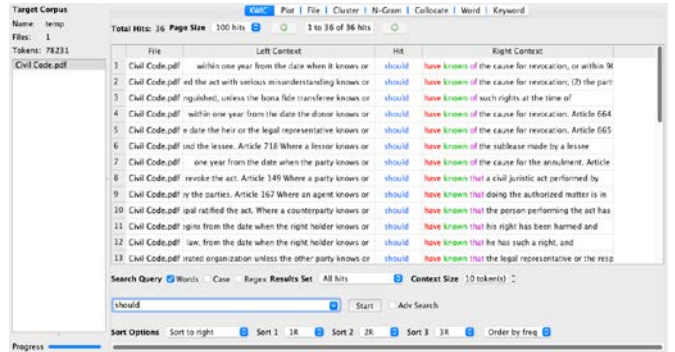 Target Corpus
Name: temp
Files: 1
Tokens: 78231
Civil Code.pdf
Progress
KWIC Plot File Cluster N-Gram Collocate Word Keyword
Total Hits: 36 Page Size 100 hits 1 to 36 of 36 hits
File Left Context Hit Right Context
1 Civil Code.pdf within one year from the date when it knows or should have known of the cause for revocation, or within 90
2 Civil Code.pdf ed the act with serious misunderstanding knows or should have known of the cause for revocation; (2) the part
3 Civil Code.pdf nguished, unless the bona fide transferee knows or should have known of such rights at the time of
4 Civil Code.pdf within one year from the date the donor knows or should have known of the cause for revocation. Article 664
5 Civil Code.pdf e date the heir or the legal representative knows or should have known of the cause for revocation. Article 665
6 Civil Code.pdf and the lessee. Article 718 Where a lessor knows or should have known of the sublease made by a lessee
7 Civil Code.pdf one year from the date when the party knows or should have known of the cause for the annulment. Article
8 Civil Code.pdf revoke the act. Article 149 Where a party knows or should have known that a civil juristic act performed by
9 Civil Code.pdf y the parties. Article 167 Where an agent knows or should have known that doing the authorized matter is in
10 Civil Code.pdf ipal ratified the act. Where a counterparty knows or should have known that the person performing the act has
11 Civil Code.pdf gins from the date when the right holder knows or should have known that his right has been harmed and
12 Civil Code.pdf law, from the date when the right holder knows or should have known that he has such a right, and
13 Civil Code.pdf rated organization unless the other party knows or should have known that the legal representative or the resp
Search Query Words Case Regex Results Set All hits Context Size 10 token(s)
should Start Adv Search
Sort Options Sort to right Sort 1 1R Sort 2 2R Sort 3 3R Order by freq